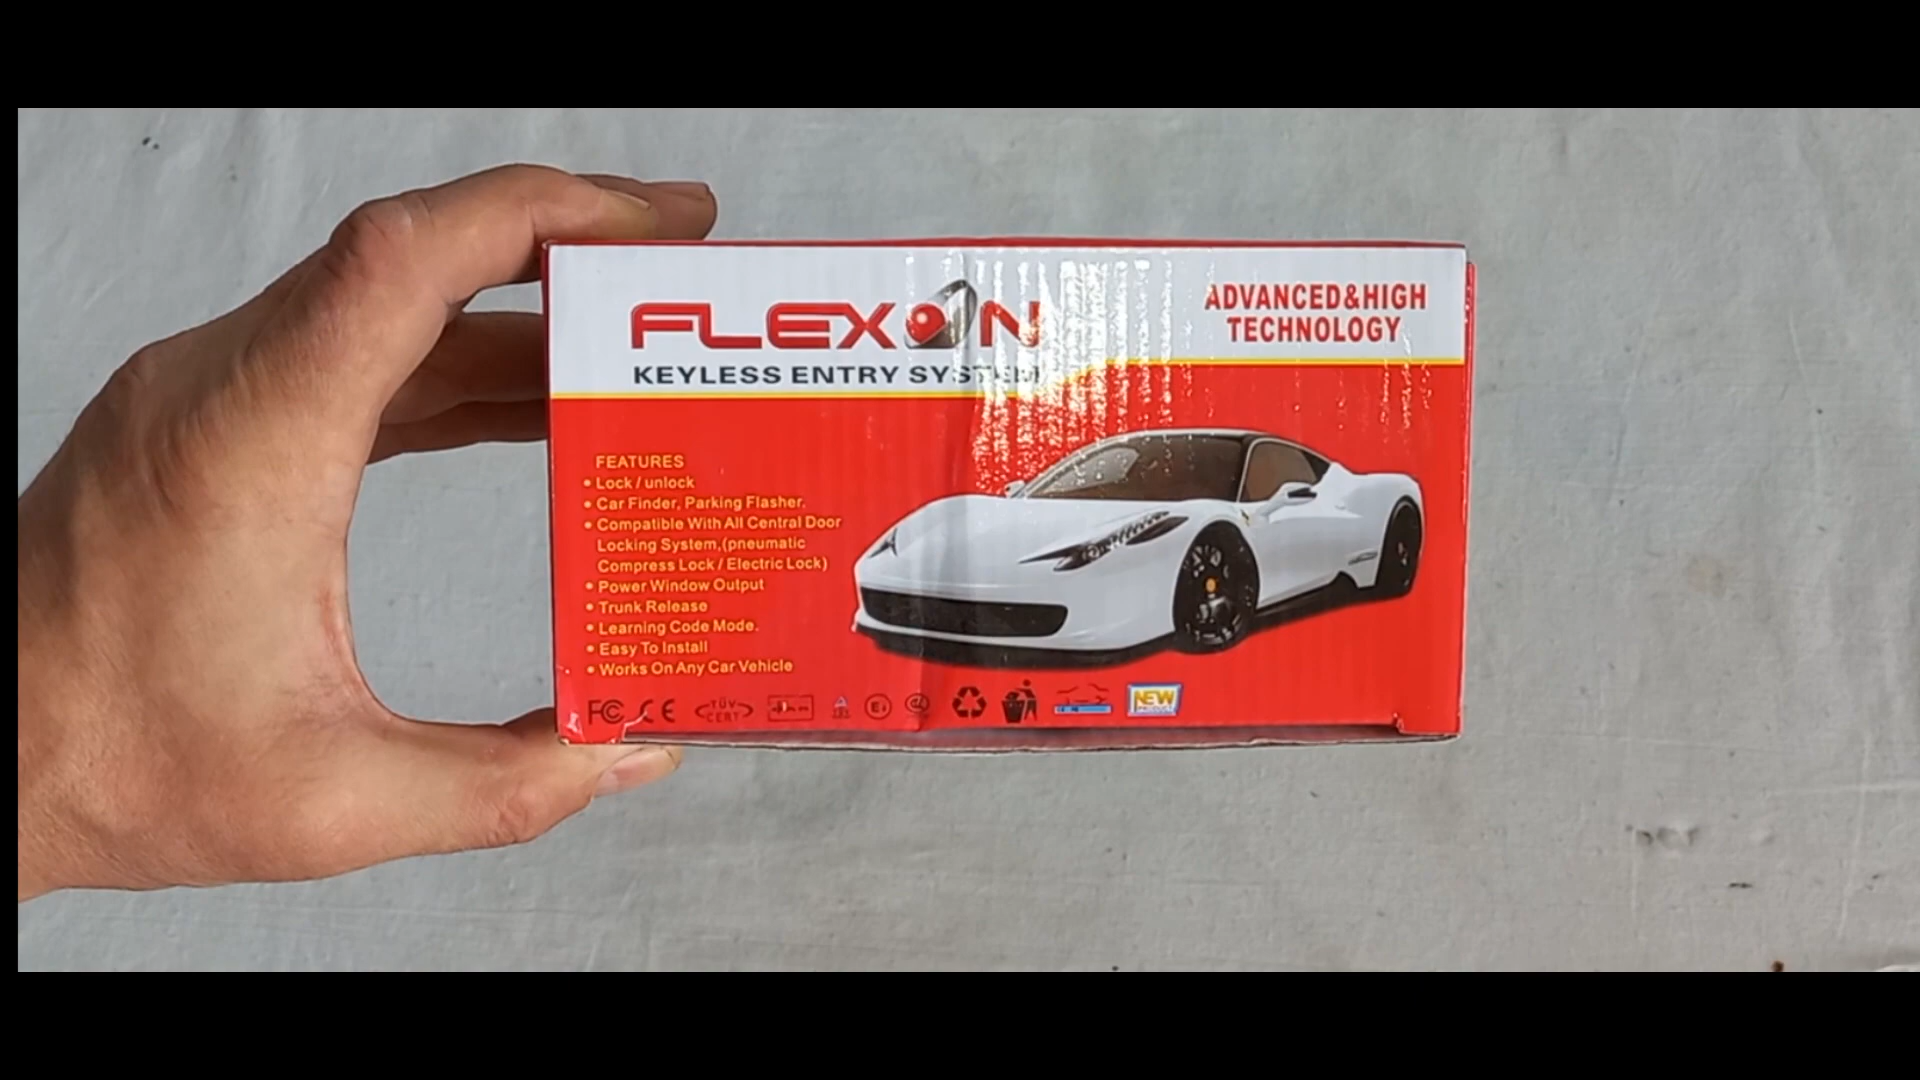 FLEXON
KEYLESS ENTRY SYSTEM
ADVANCED&HIGH
TECHNOLOGY
FEATURES
• Lock / unlock
• Car Finder, Parking Flasher.
• Compatible With All Central Door
Locking System,(pneumatic
Compress Lock / Electric Lock)
• Power Window Output
• Trunk Release
• Learning Code Mode.
• Easy To Install
• Works On Any Car Vehicle
FC CE TÜV
CERT
NEW